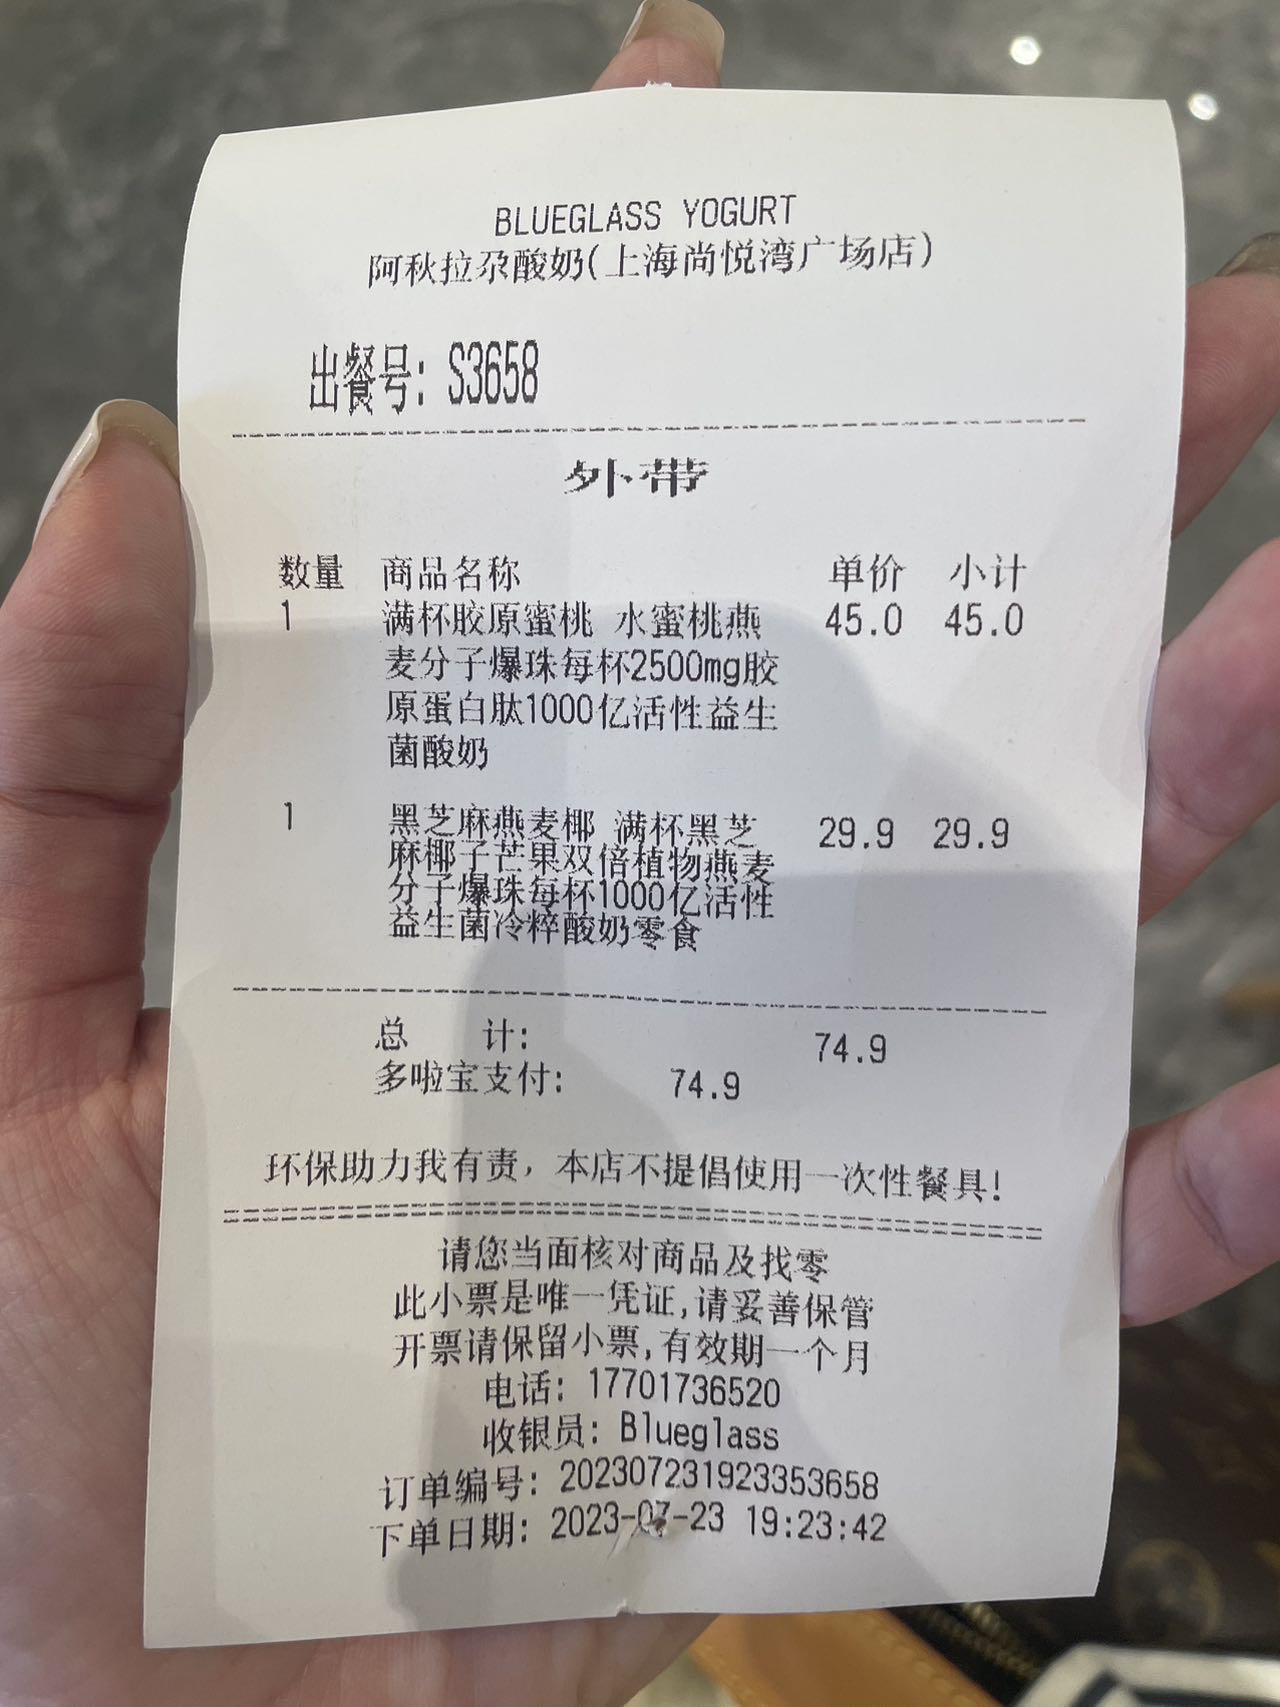 BLUEGLASS YOGURT
阿秋拉尕酸奶(上海尚悦湾广场店)
出餐号: S3658
外带
数量 商品名称 单价 小计
1 满杯胶原蜜桃 水蜜桃燕 45.0 45.0
麦分子爆珠每杯2500mg胶
原蛋白肽1000亿活性益生
菌酸奶
1 黑芝麻燕麦椰 满杯黑芝 29.9 29.9
麻椰子芒果双倍植物燕麦
分子爆珠每杯1000亿活性
益生菌冷粹酸奶零食
总 计: 74.9
多啦宝支付: 74.9
环保助力我有责，本店不提倡使用一次性餐具!
请您当面核对商品及找零
此小票是唯一凭证,请妥善保管
开票请保留小票,有效期一个月
电话: 17701736520
收银员: Blueglass
订单编号: 202307231923353658
下单日期: 2023-07-23 19:23:42